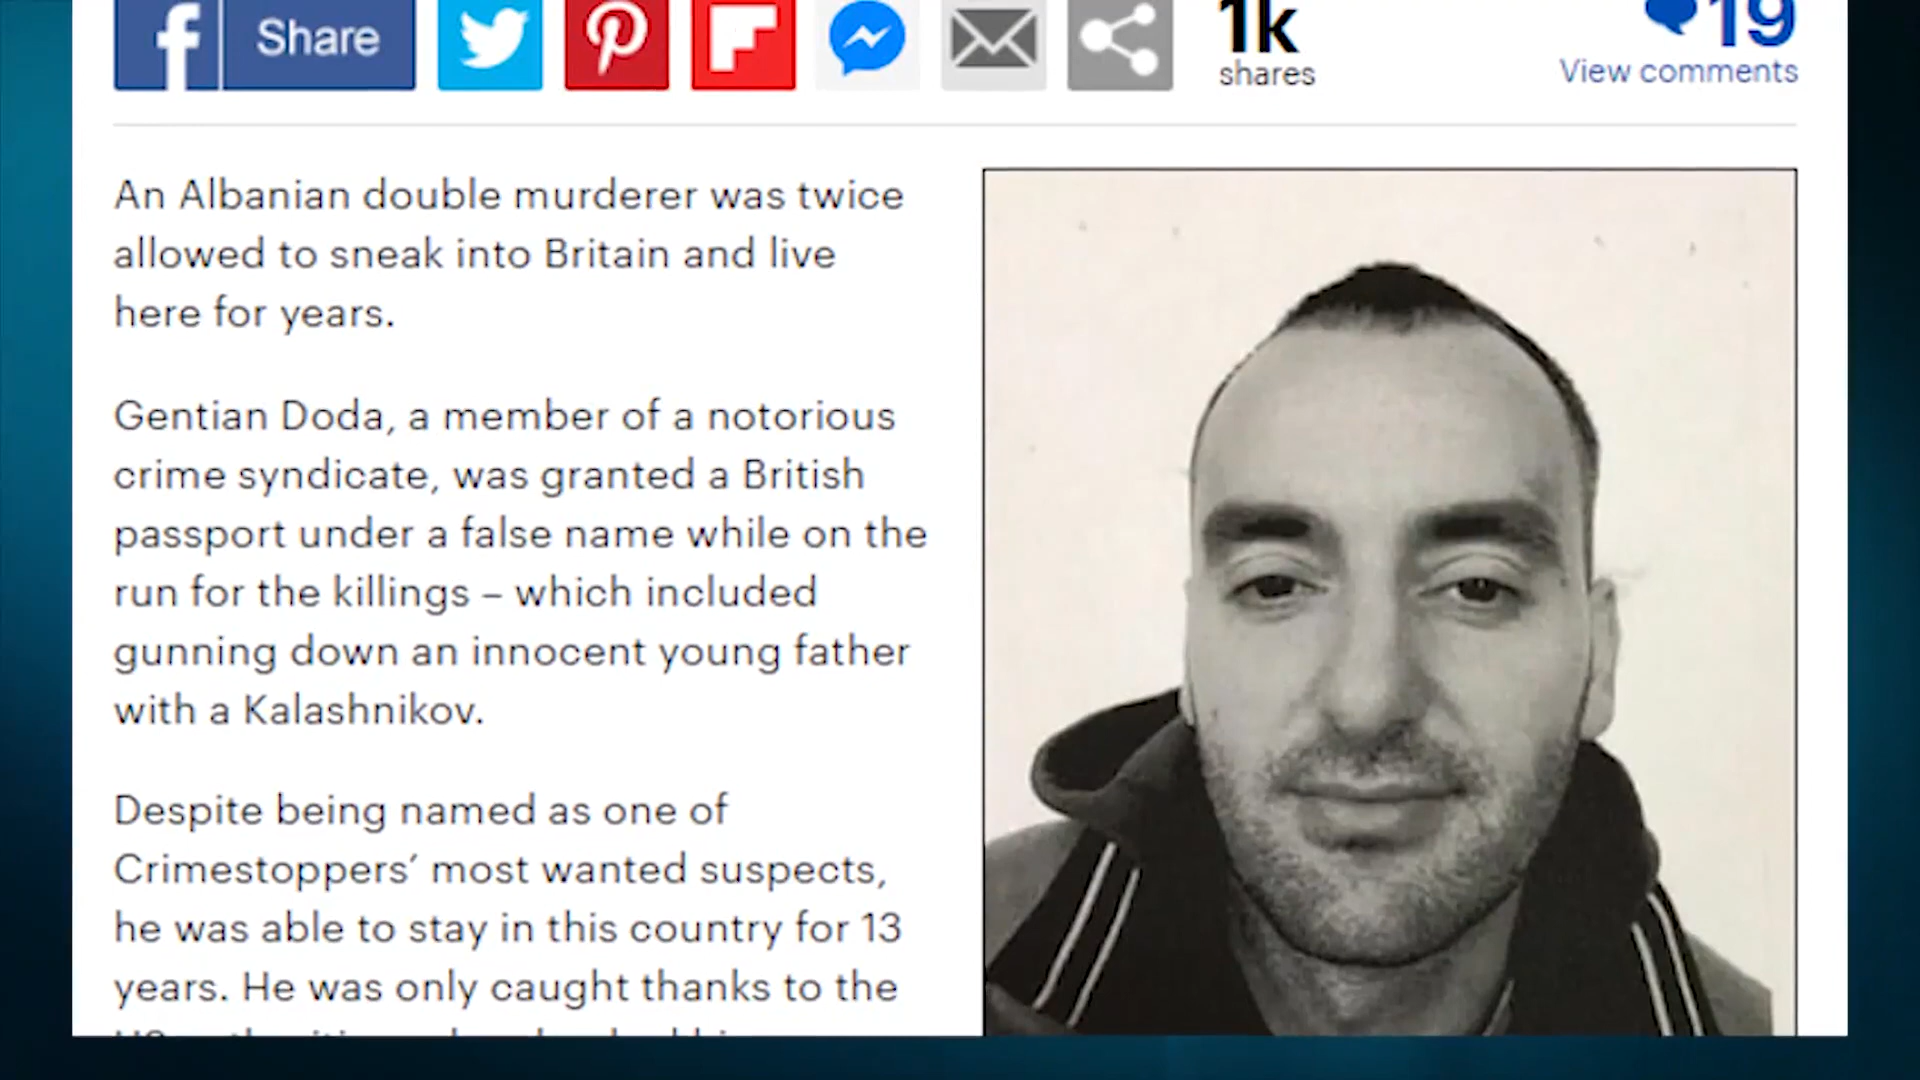 Share
1k
shares
19
View comments
An Albanian double murderer was twice
allowed to sneak into Britain and live
here for years.
Gentian Doda, a member of a notorious
crime syndicate, was granted a British
passport under a false name while on the
run for the killings – which included
gunning down an innocent young father
with a Kalashnikov.
Despite being named as one of
Crimestoppers’ most wanted suspects,
he was able to stay in this country for 13
years. He was only caught thanks to the